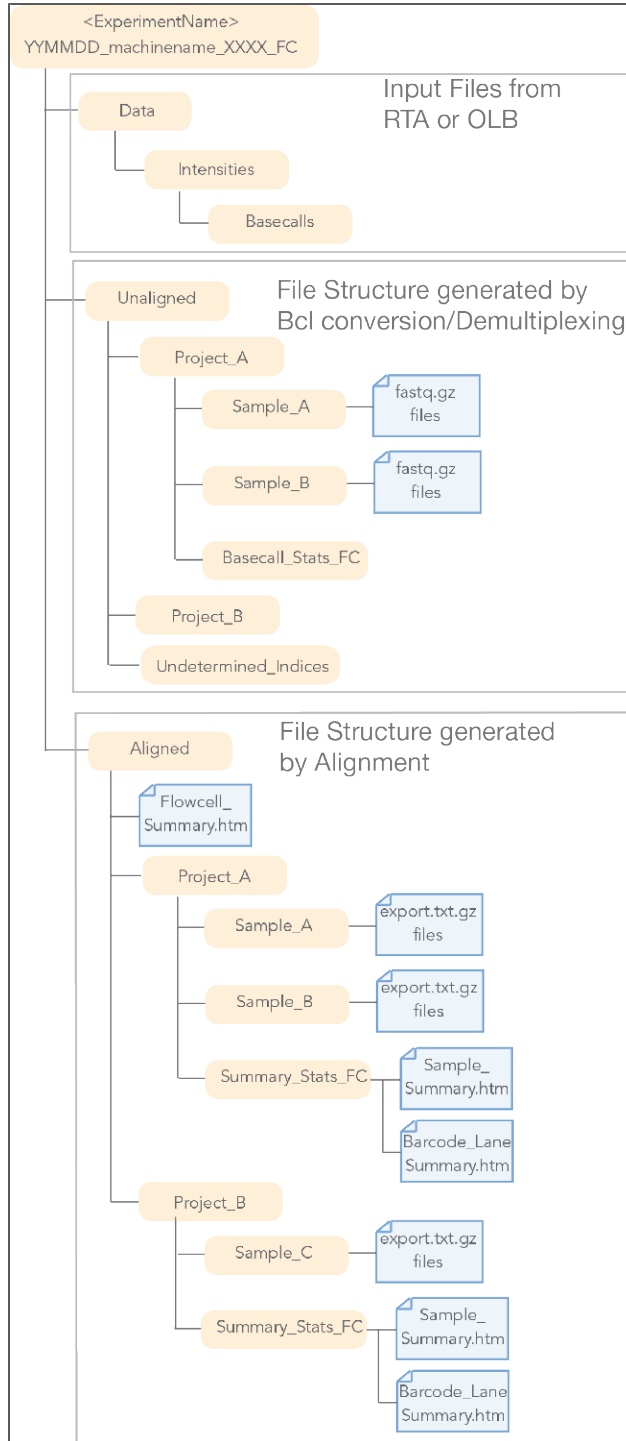 <ExperimentName>
YYMMDD_machinename_XXXX_FC
Input Files from
RTA or OLB
Data
Intensities
Basecalls
Unaligned
File Structure generated by
Bcl conversion/Demultiplexing
Project_A
Sample_A
fastq.gz
files
Sample_B
fastq.gz
files
Basecall_Stats_FC
Project_B
Undetermined_Indices
File Structure generated
by Alignment
Aligned
Flowcell_
Summary.htm
Project_A
Sample_A
export.txt.gz
files
Sample_B
export.txt.gz
files
Summary_Stats_FC
Sample_
Summary.htm
Barcode_Lane
Summary.htm
Project_B
Sample_C
export.txt.gz
files
Summary_Stats_FC
Sample_
Summary.htm
Barcode_Lane
Summary.htm